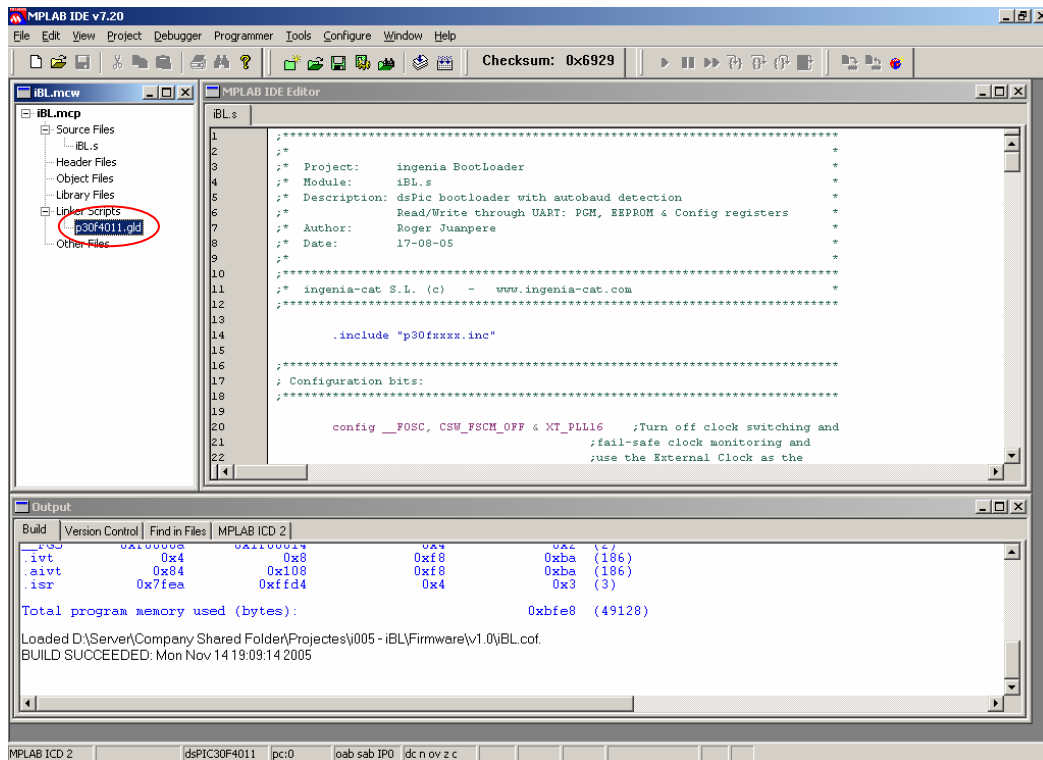 MPLAB IDE v7.20
File Edit View Project Debugger Programmer Tools Configure Window Help
Checksum: 0x6929
iBL.mcw
iBL.mcp
Source Files
iBL.s
Header Files
Object Files
Library Files
Linker Scripts
p30f4011.gld
Other Files
MPLAB IDE Editor
iBL.s
1 ;******************************************************************************
2 ;* *
3 ;* Project: ingenia BootLoader *
4 ;* Module: iBL.s *
5 ;* Description: dsPic bootloader with autobaud detection *
6 ;* Read/Write through UART: PGM, EEPROM & Config registers *
7 ;* Author: Roger Juanpere *
8 ;* Date: 17-08-05 *
9 ;* *
10 ;******************************************************************************
11 ;* ingenia-cat S.L. (c) - www.ingenia-cat.com *
12 ;******************************************************************************
13
14 .include "p30fxxxx.inc"
15
16 ;******************************************************************************
17 ; Configuration bits:
18 ;******************************************************************************
19
20 config __FOSC, CSW_FSCM_OFF & XT_PLL16 ;Turn off clock switching and
21 ;fail-safe clock monitoring and
22 ;use the External Clock as the
Output
Build Version Control Find in Files MPLAB ICD 2
.ivt 0x4 0x8 0xf8 0xba (186)
.aivt 0x84 0x108 0xf8 0xba (186)
.isr 0x7fea 0xffd4 0x4 0x3 (3)
Total program memory used (bytes): 0xbfe8 (49128)
Loaded D:\Server\Company Shared Folder\Projectes\i005 - iBL\Firmware\v1.0\iBL.cof.
BUILD SUCCEEDED: Mon Nov 14 19:09:14 2005
MPLAB ICD 2 dsPIC30F4011 pc:0 oab sab IP0 dc n ov z c